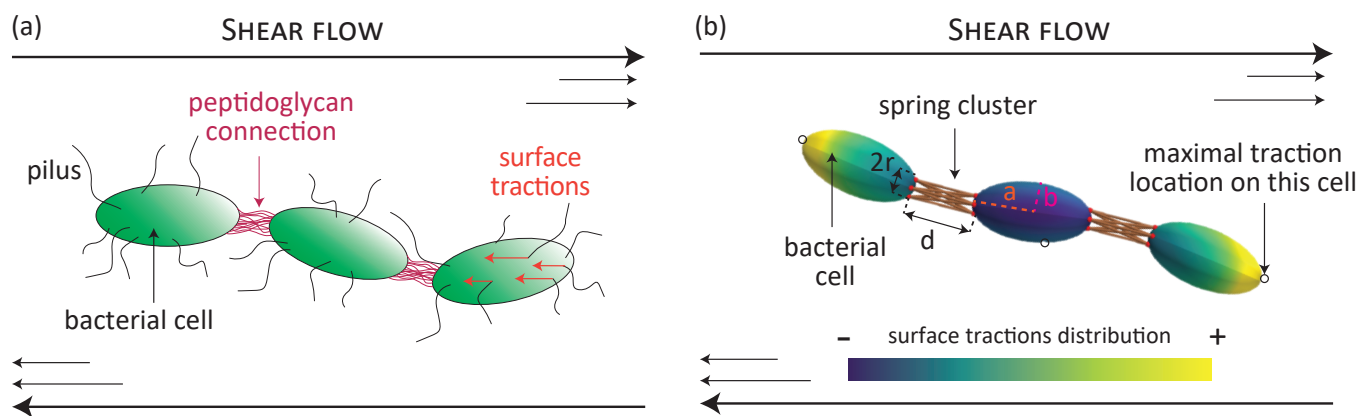 (a)
SHEAR FLOW
peptidoglycan
connection
pilus
surface
tractions
bacterial cell
(b)
SHEAR FLOW
spring cluster
maximal traction
location on this cell
2r
a
b
d
bacterial
cell
- surface tractions distribution +